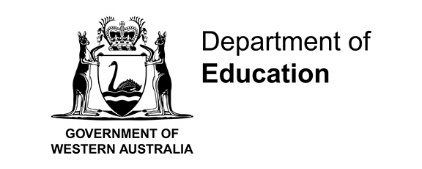 Department of
Education
GOVERNMENT OF
WESTERN AUSTRALIA